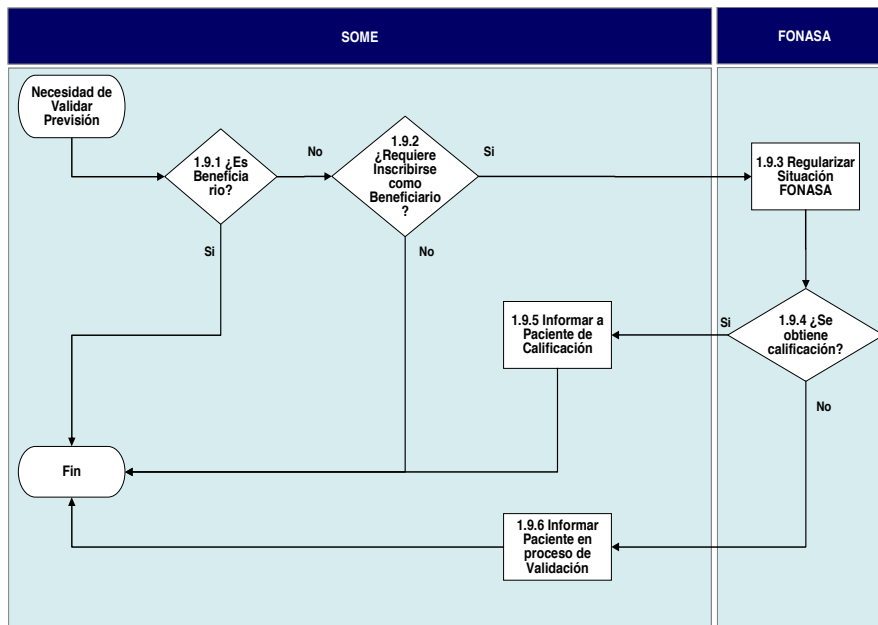 SOME
FONASA
Necesidad de
Validar
Previsión
1.9.1 ¿Es
Beneficia
rio?
No
1.9.2
¿Requiere
Inscribirse
como
Beneficiario
?
Si
1.9.3 Regularizar
Situación
FONASA
Si
No
1.9.5 Informar a
Paciente de
Calificación
Si
1.9.4 ¿Se
obtiene
calificación?
No
Fin
1.9.6 Informar
Paciente en
proceso de
Validación